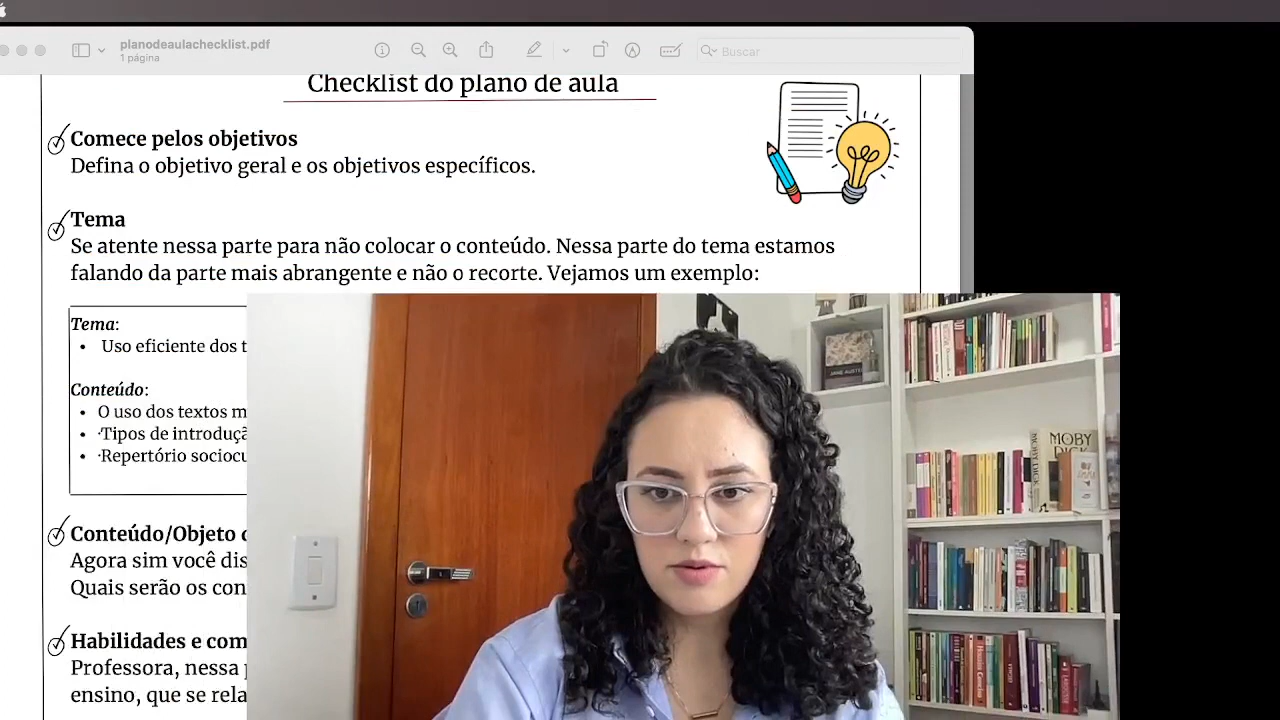 planodeaulachecklist.pdf
1 página
Buscar
Checklist do plano de aula
Comece pelos objetivos
Defina o objetivo geral e os objetivos específicos.
Tema
Se atente nessa parte para não colocar o conteúdo. Nessa parte do tema estamos
falando da parte mais abrangente e não o recorte. Vejamos um exemplo:
Tema:
• Uso eficiente dos t
Conteúdo:
• O uso dos textos m
• ·Tipos de introduçã
• ·Repertório sociocu
Conteúdo/Objeto d
Agora sim você dis
Quais serão os con
Habilidades e com
Professora, nessa p
ensino, que se rela
JANE AUSTEN
MOBY
DICK